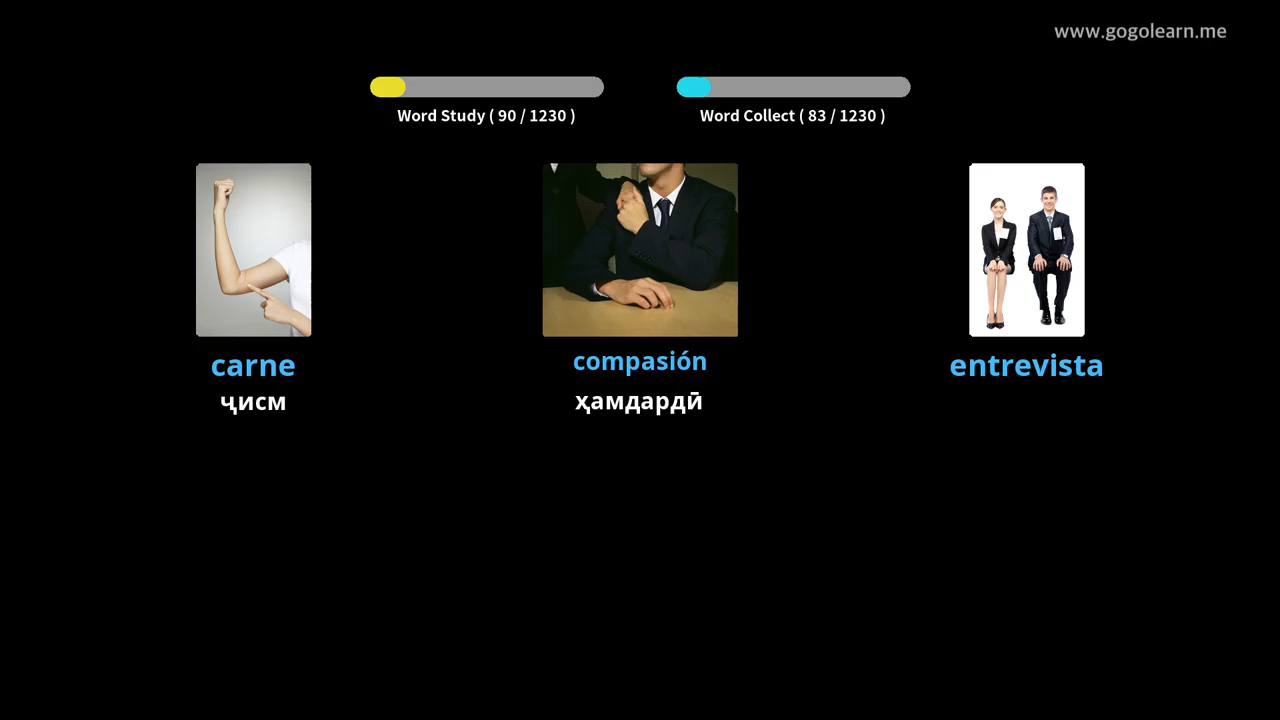 www.gogolearn.me
Word Study ( 90 / 1230 )
Word Collect ( 83 / 1230 )
carne
ҷисм
compasión
ҳамдардӣ
entrevista